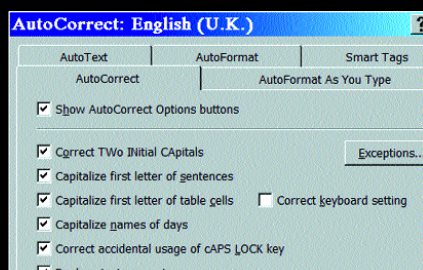 AutoCorrect: English (U.K.) ?
AutoText AutoFormat Smart Tags
AutoCorrect AutoFormat As You Type
Show AutoCorrect Options buttons
Correct TWo INitial CApitals Exceptions...
Capitalize first letter of sentences
Capitalize first letter of table cells Correct keyboard setting
Capitalize names of days
Correct accidental usage of cAPS LOCK key